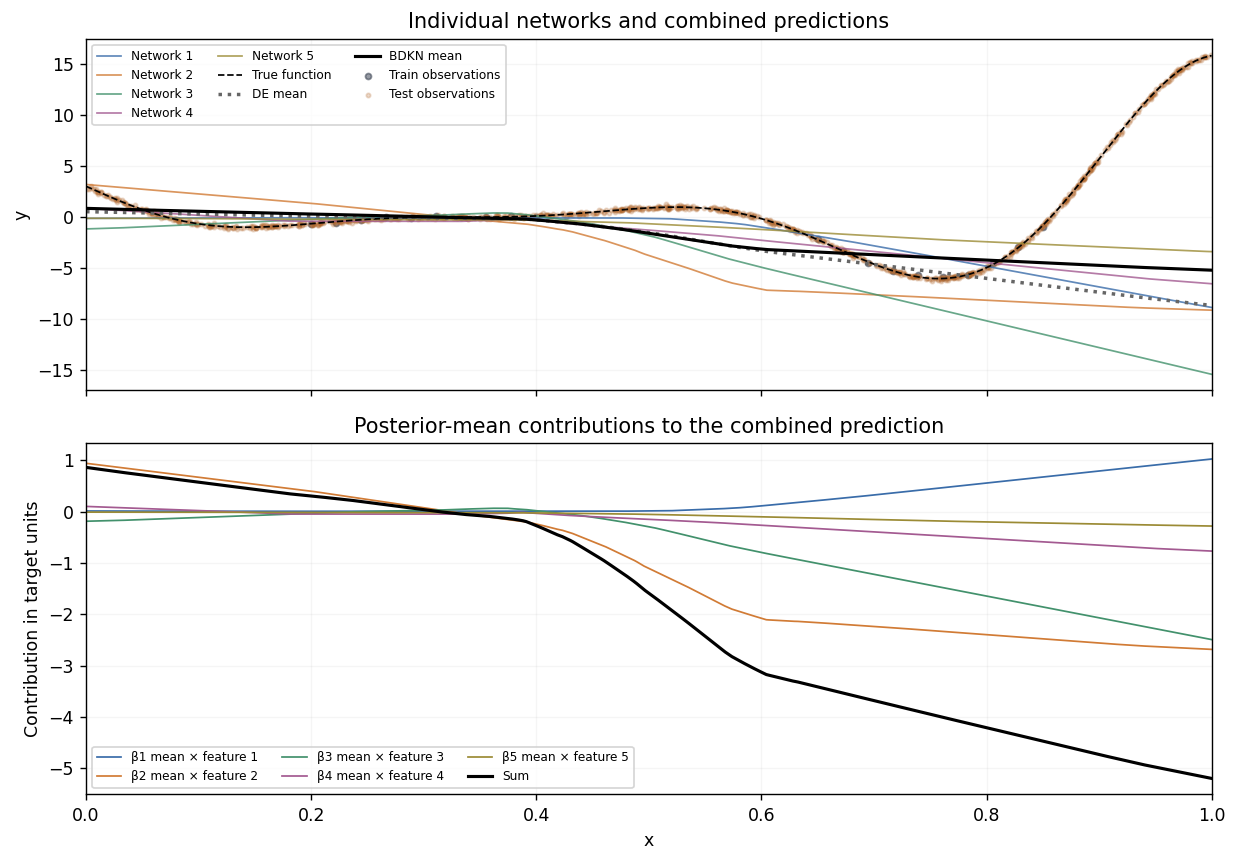 Individual networks and combined predictions
15
10
5
0
−5
−10
−15
y
Network 1
Network 2
Network 3
Network 4
Network 5
True function
DE mean
BDKN mean
Train observations
Test observations
Posterior-mean contributions to the combined prediction
1
0
−1
−2
−3
−4
−5
Contribution in target units
β1 mean × feature 1
β2 mean × feature 2
β3 mean × feature 3
β4 mean × feature 4
β5 mean × feature 5
Sum
0.0 0.2 0.4 0.6 0.8 1.0
x